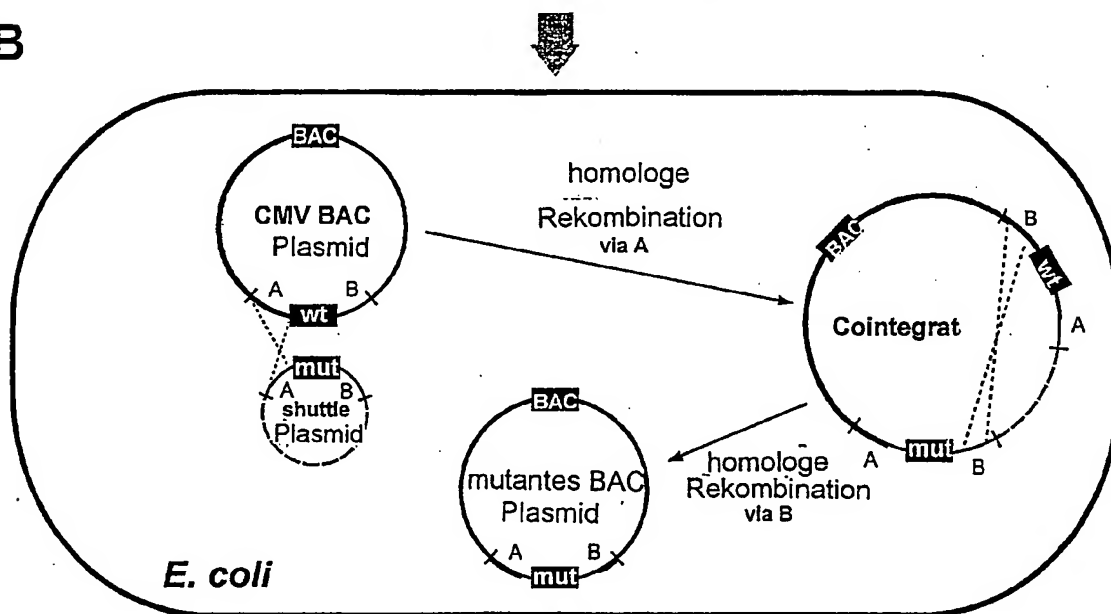 B
BAC
CMV BAC
Plasmid
A
B
wt
mut
A
B
shuttle
Plasmid
homologe
Rekombination
via A
BAC
B
wt
A
Cointegrat
A
mut
B
homologe
Rekombination
via B
BAC
mutantes BAC
Plasmid
A
B
mut
E. coli